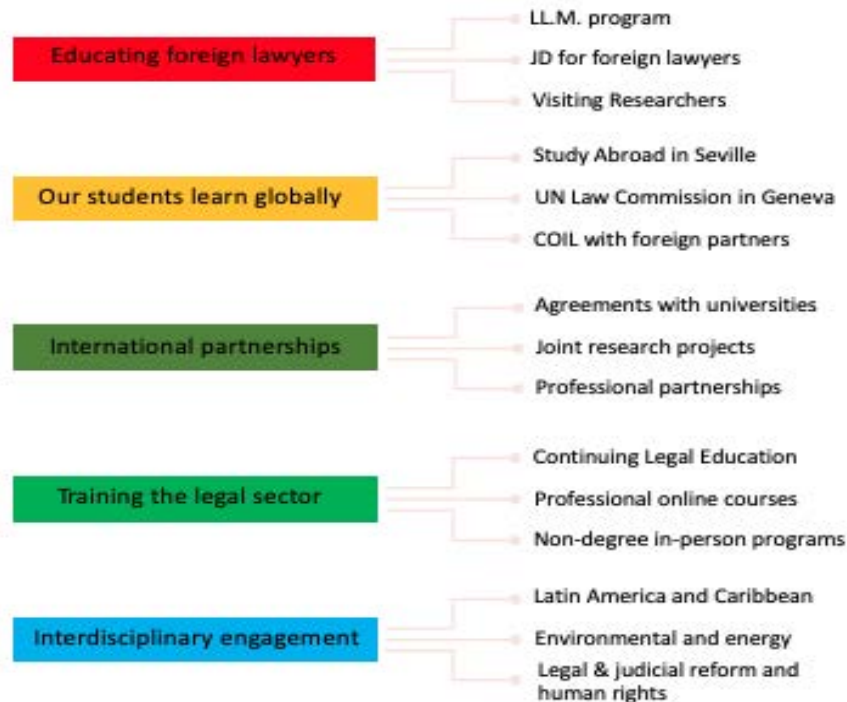 Educating foreign lawyers
LL.M. program
JD for foreign lawyers
Visiting Researchers
Our students learn globally
Study Abroad in Seville
UN Law Commission in Geneva
COIL with foreign partners
International partnerships
Agreements with universities
Joint research projects
Professional partnerships
Training the legal sector
Continuing Legal Education
Professional online courses
Non-degree in-person programs
Interdisciplinary engagement
Latin America and Caribbean
Environmental and energy
Legal & judicial reform and
human rights